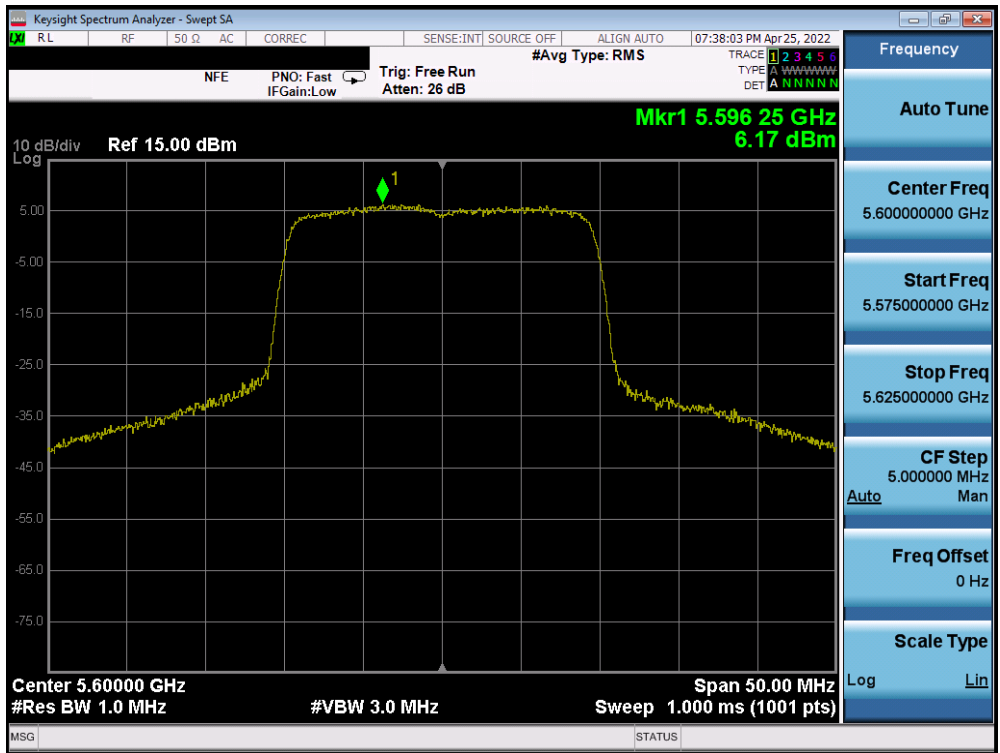 Keysight Spectrum Analyzer - Swept SA
LXI RL RF 50 Ω AC CORREC SENSE:INT SOURCE OFF ALIGN AUTO 07:38:03 PM Apr 25, 2022
#Avg Type: RMS TRACE 1 2 3 4 5 6
NFE PNO: Fast Trig: Free Run TYPE A WWWWW
IFGain:Low Atten: 26 dB DET A N N N N N
Mkr1 5.596 25 GHz
6.17 dBm
10 dB/div Ref 15.00 dBm
Log
1
5.00
-5.00
-15.0
-25.0
-35.0
-45.0
-55.0
-65.0
-75.0
Center 5.60000 GHz Span 50.00 MHz
#Res BW 1.0 MHz #VBW 3.0 MHz Sweep 1.000 ms (1001 pts)
MSG STATUS
Frequency
Auto Tune
Center Freq
5.600000000 GHz
Start Freq
5.575000000 GHz
Stop Freq
5.625000000 GHz
CF Step
5.000000 MHz
Auto Man
Freq Offset
0 Hz
Scale Type
Log Lin